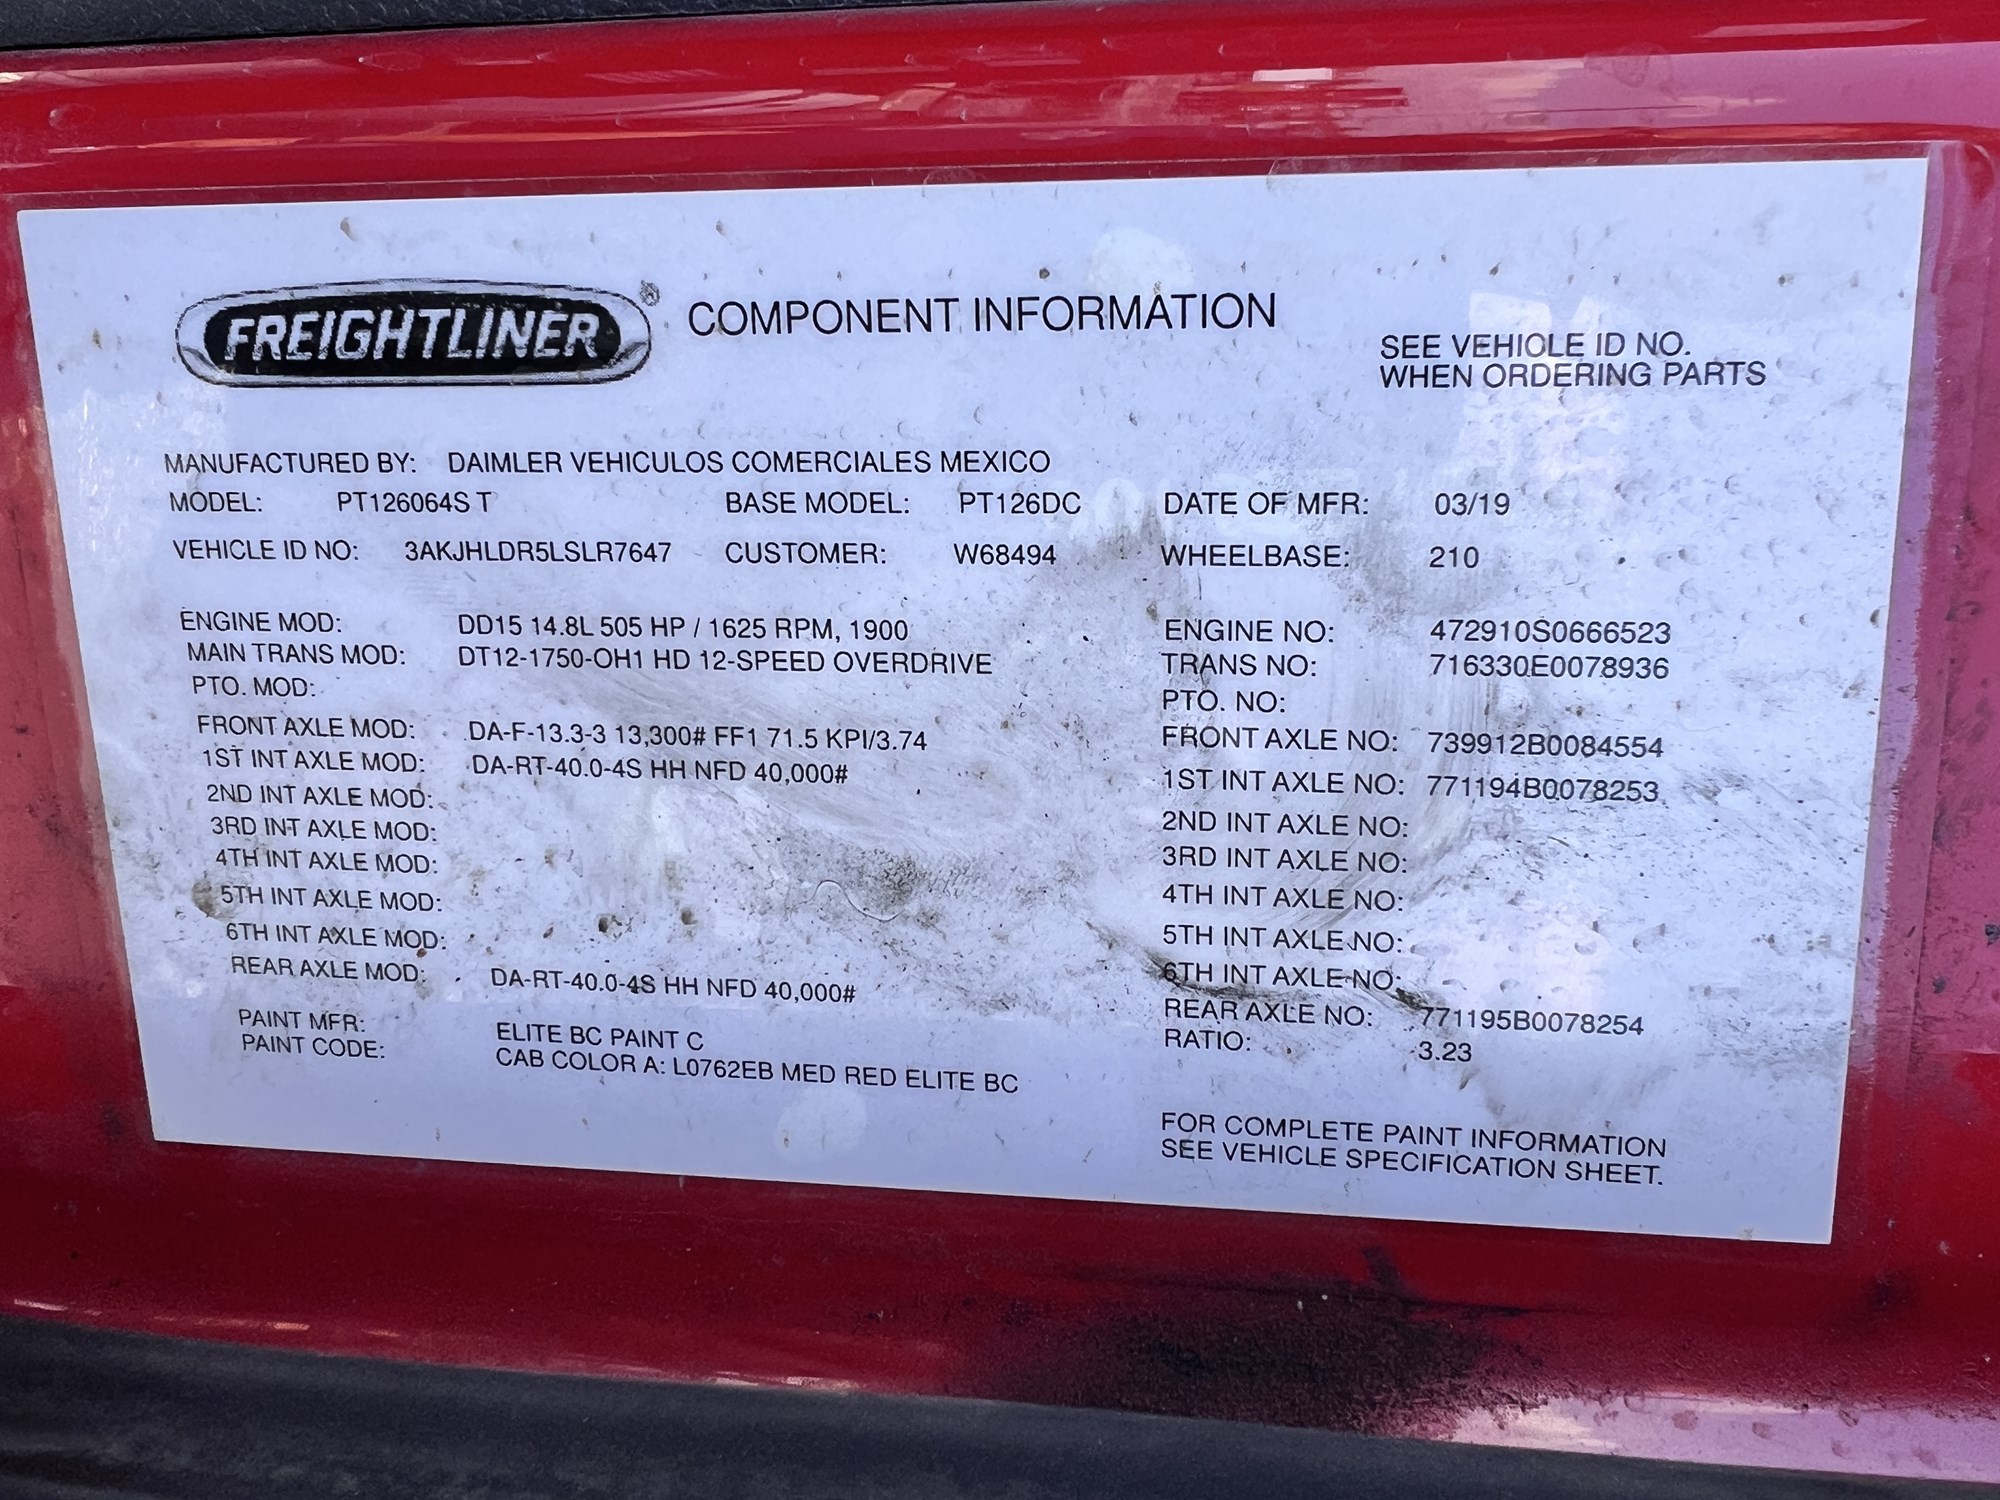 FREIGHTLINER® COMPONENT INFORMATION
SEE VEHIOLE ID NO.
WHEN ORDERING PARTS
MANUFACTURED BY: DAIMLER VEHICULOS COMERCIALES MEXICO
MODEL: PT126064S T BASE MODEL: PT126DC DATE OF MFR: 03/19
VEHICLE ID NO: 3AKJHLDR5LSLR7647 CUSTOMER: W68494 WHEELBASE: 210
ENGINE MOD: DD15 14.8L 505 HP / 1625 RPM, 1900 ENGINE NO: 472910S0666523
MAIN TRANS MOD: DT12-1750-OH1 HD 12-SPEED OVERDRIVE TRANS NO: 716330E0078936
PTO. MOD: PTO. NO:
FRONT AXLE MOD: DA-F-13.3-3 13,300# FF1 71.5 KPI/3.74 FRONT AXLE NO: 739912B0084554
1ST INT AXLE MOD: DA-RT-40.0-4S HH NFD 40,000# 1ST INT AXLE NO: 771194B0078253
2ND INT AXLE MOD: 2ND INT AXLE NO:
3RD INT AXLE MOD: 3RD INT AXLE NO:
4TH INT AXLE MOD: 4TH INT AXLE NO:
5TH INT AXLE MOD: 5TH INT AXLE NO:
6TH INT AXLE MOD: 6TH INT AXLE NO:
REAR AXLE MOD: DA-RT-40.0-4S HH NFD 40,000# REAR AXLE NO: 771195B0078254
RATIO: 3.23
PAINT MFR: ELITE BC PAINT C
PAINT CODE: CAB COLOR A: L0762EB MED RED ELITE BC
FOR COMPLETE PAINT INFORMATION
SEE VEHICLE SPECIFICATION SHEET.